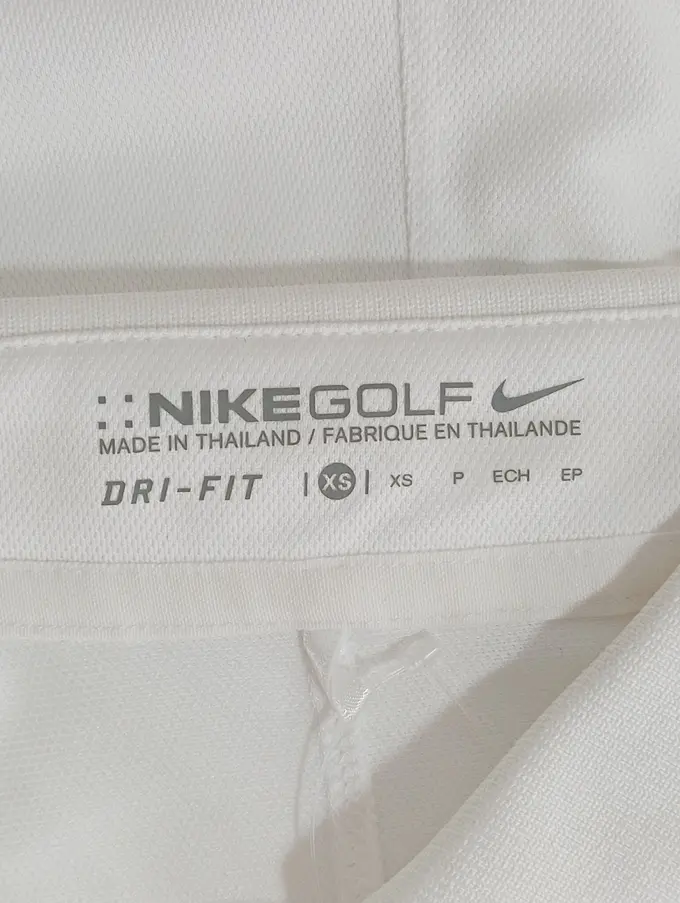 NIKEGOLF
MADE IN THAILAND / FABRIQUE EN THAILANDE
DRI-FIT | XS | XS P ECH EP